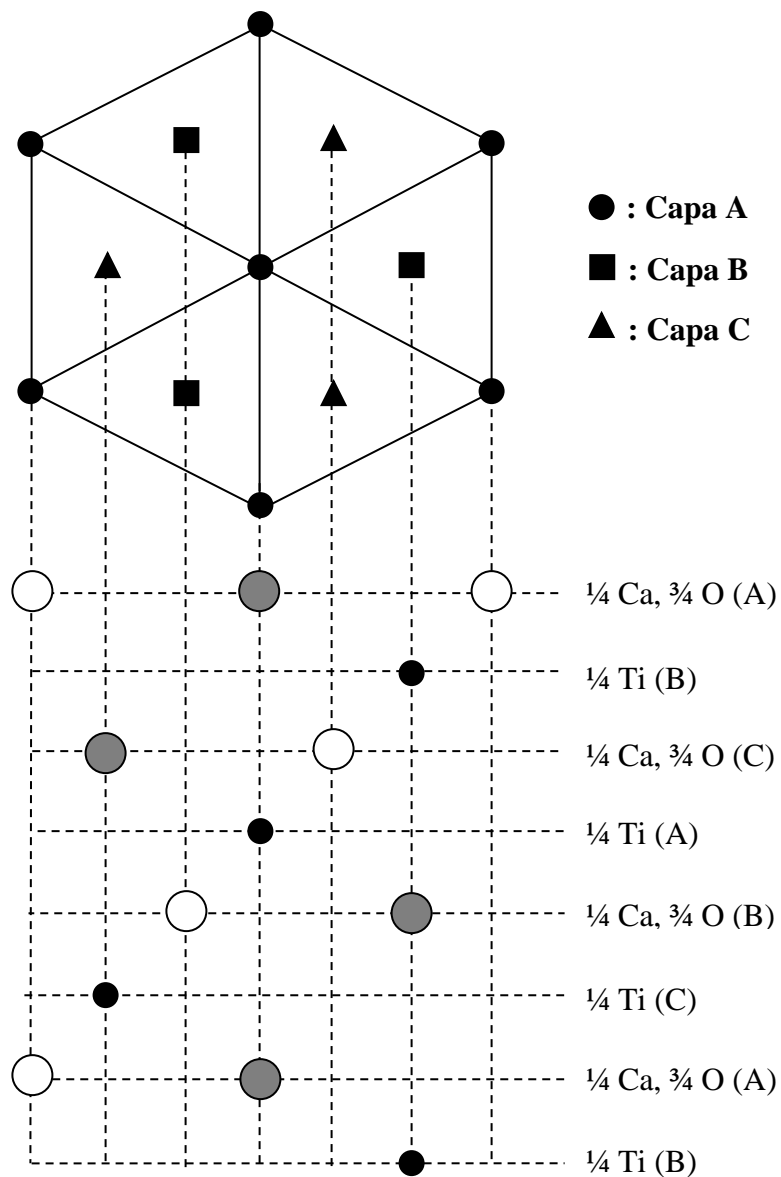 : Capa A
: Capa B
: Capa C
¼ Ca, ¾ O (A)
¼ Ti (B)
¼ Ca, ¾ O (C)
¼ Ti (A)
¼ Ca, ¾ O (B)
¼ Ti (C)
¼ Ca, ¾ O (A)
¼ Ti (B)